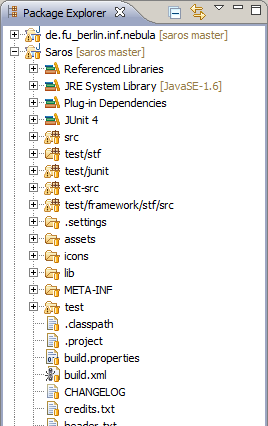 Package Explorer
de.fu_berlin.inf.nebula [saros master]
Saros [saros master]
Referenced Libraries
JRE System Library [JavaSE-1.6]
Plug-in Dependencies
JUnit 4
src
test/stf
test/junit
ext-src
test/framework/stf/src
.settings
assets
icons
lib
META-INF
test
.classpath
.project
build.properties
build.xml
CHANGELOG
credits.txt
header.txt